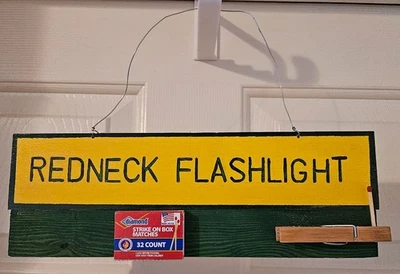 REDNECK FLASHLIGHT
diamond
STRIKE ON BOX
MATCHES
32 COUNT